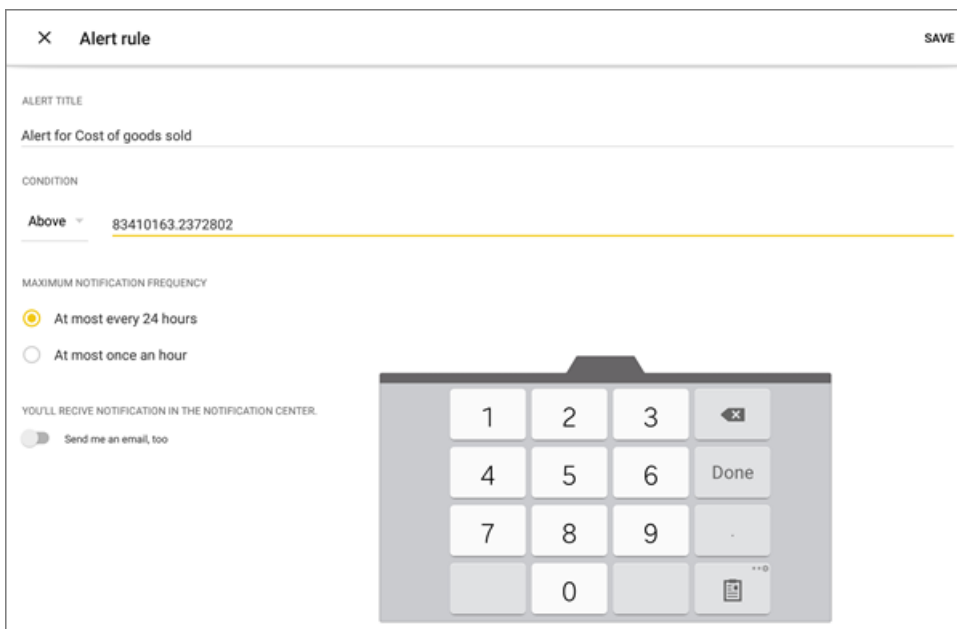 Alert rule
SAVE
ALERT TITLE
Alert for Cost of goods sold
CONDITION
Above 83410163.2372802
MAXIMUM NOTIFICATION FREQUENCY
At most every 24 hours
At most once an hour
YOU'LL RECIVE NOTIFICATION IN THE NOTIFICATION CENTER.
Send me an email, too
1 2 3
4 5 6 Done
7 8 9 .
0